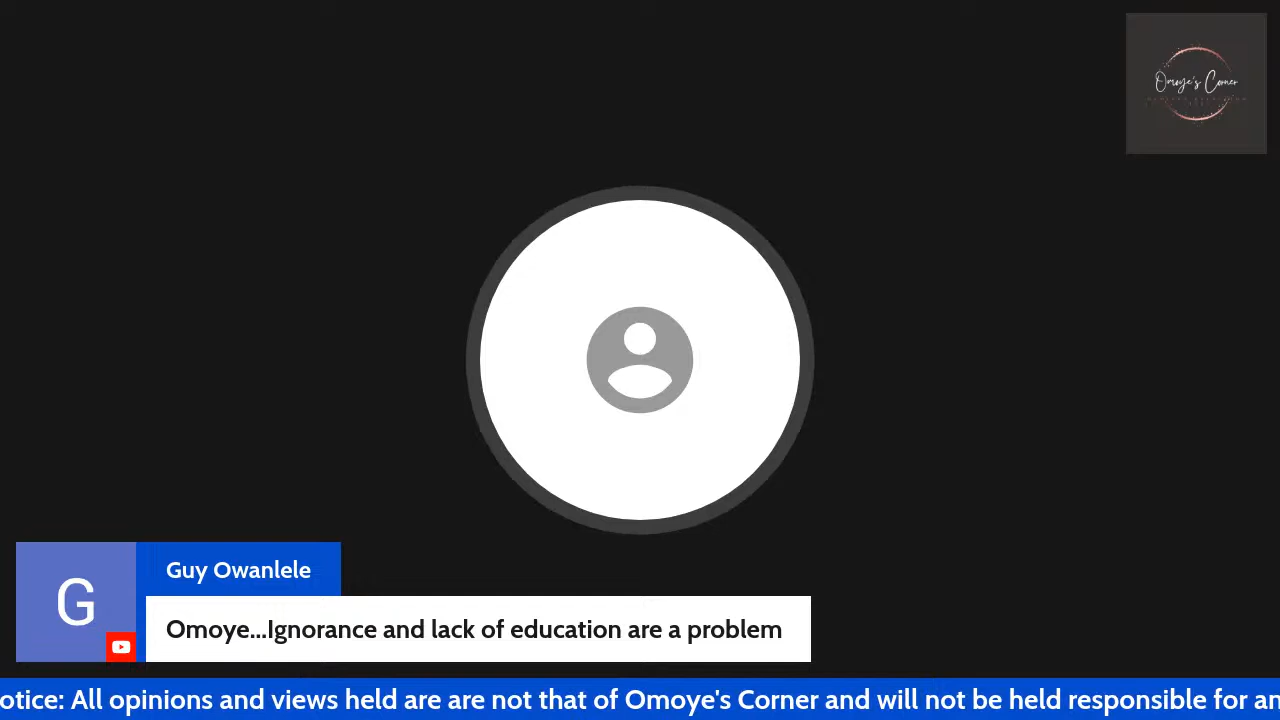 Omoye's Corner
G
Guy Owanlele
Omoye...Ignorance and lack of education are a problem
otice: All opinions and views held are are not that of Omoye's Corner and will not be held responsible for an